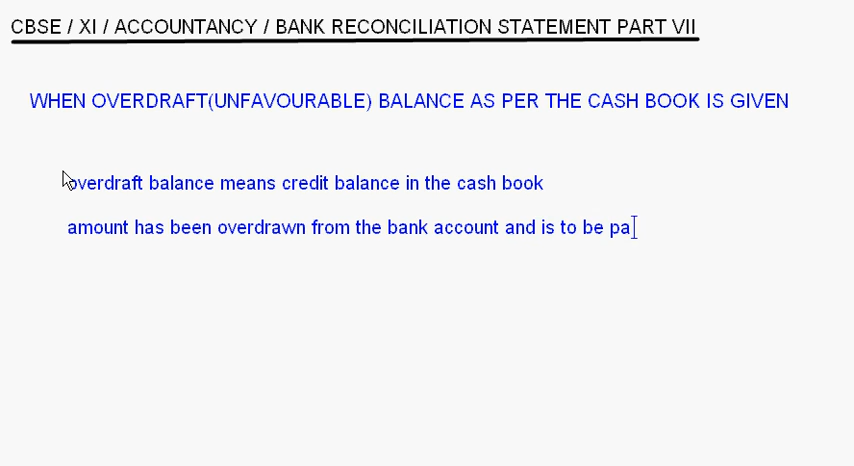 CBSE / XI / ACCOUNTANCY / BANK RECONCILIATION STATEMENT PART VII
WHEN OVERDRAFT(UNFAVOURABLE) BALANCE AS PER THE CASH BOOK IS GIVEN
overdraft balance means credit balance in the cash book
amount has been overdrawn from the bank account and is to be pa